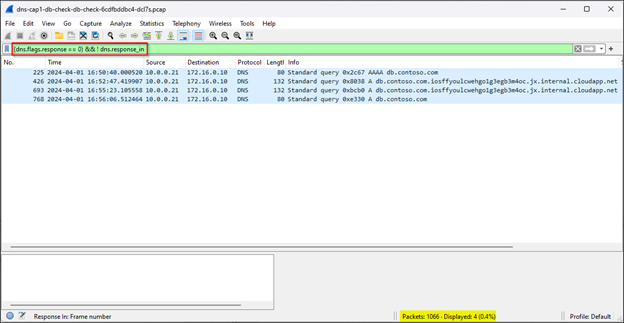 dns-cap1-db-check-db-check-6cdfbddbc4-dcl7s.pcap
File Edit View Go Capture Analyze Statistics Telephony Wireless Tools Help
(dns.flags.response == 0) && ! dns.response_in
No. Time Source Destination Protocol Lengtl Info
225 2024-04-01 16:50:40.000520 10.0.0.21 172.16.0.10 DNS 80 Standard query 0x2c67 AAAA db.contoso.com
426 2024-04-01 16:52:47.419907 10.0.0.21 172.16.0.10 DNS 132 Standard query 0x8038 A db.contoso.com.iosffyoulcwehgo1g3egb3m4oc.jx.internal.cloudapp.net
693 2024-04-01 16:55:23.105558 10.0.0.21 172.16.0.10 DNS 132 Standard query 0xbcb0 A db.contoso.com.iosffyoulcwehgo1g3egb3m4oc.jx.internal.cloudapp.net
768 2024-04-01 16:56:06.512464 10.0.0.21 172.16.0.10 DNS 80 Standard query 0xe330 A db.contoso.com
Response In: Frame number
Packets: 1066 · Displayed: 4 (0.4%)
Profile: Default